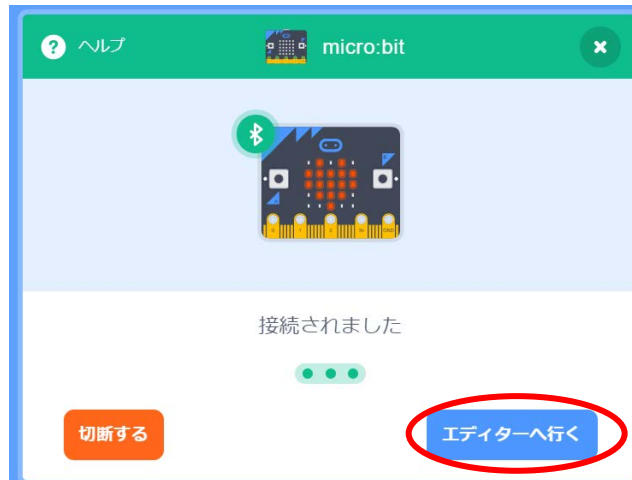 ? ヘルプ
micro:bit
接続されました
切断する
エディターへ行く